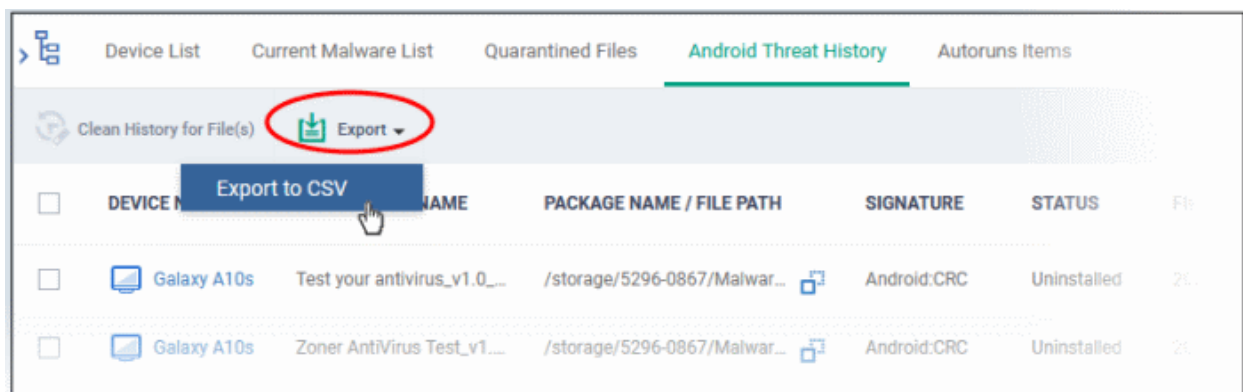 Device List Current Malware List Quarantined Files Android Threat History Autoruns Items
Clean History for File(s) Export
Export to CSV
DEVICE NAME PACKAGE NAME / FILE PATH SIGNATURE STATUS
Galaxy A10s Test your antivirus_v1.0_... /storage/5296-0867/Malwar... Android:CRC Uninstalled
Galaxy A10s Zoner AntiVirus Test_v1.... /storage/5296-0867/Malwar... Android:CRC Uninstalled